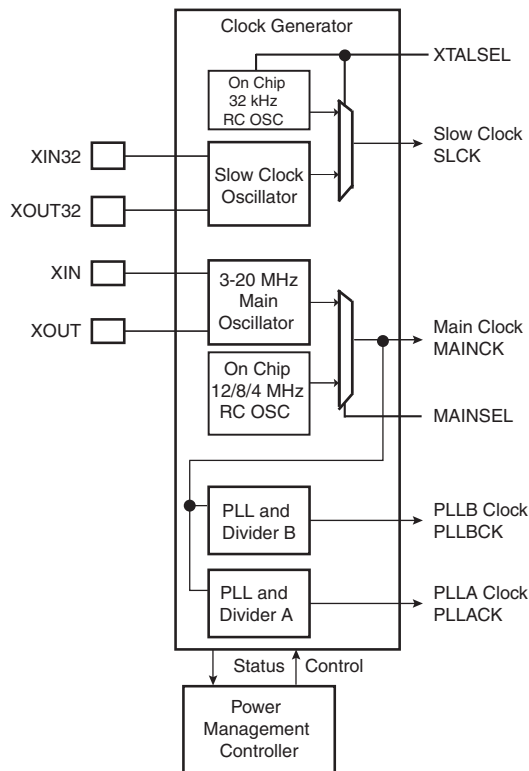 Clock Generator
XTALSEL
On Chip
32 kHz
RC OSC
Slow Clock
SLCK
XIN32
Slow Clock
Oscillator
XOUT32
XIN
3-20 MHz
Main
Oscillator
XOUT
Main Clock
MAINCK
On Chip
12/8/4 MHz
RC OSC
MAINSEL
PLL and
Divider B
PLLB Clock
PLLBCK
PLL and
Divider A
PLLA Clock
PLLACK
Status
Control
Power
Management
Controller